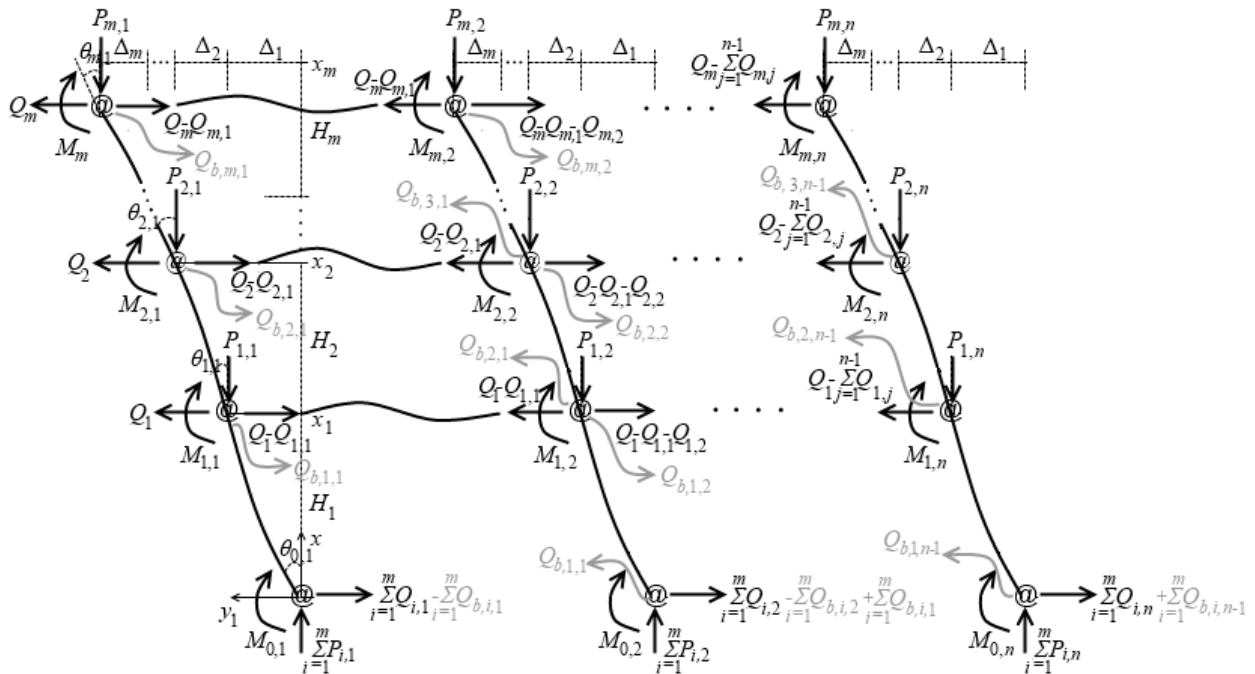 P_{m,1} P_{m,2} P_{m,n}
θ_{m,1} Δ_m ... Δ_2 Δ_1 x_m Δ_m ... Δ_2 Δ_1 Q_m-Σ_{j=1}^{n-1}Q_{m,j} Δ_m ... Δ_2 Δ_1
Q_m @ Q_m-Q_{m,1} @ . . . . @
M_m Q_m-Q_{m,1} H_m M_{m,2} Q_m-Q_{m,1}-Q_{m,2} M_{m,n}
Q_{b,m,1} Q_{b,m,2}
P_{2,1} P_{2,2} Q_{b,3,n-1} P_{2,n}
θ_{2,1} Q_{b,3,1}
Q_2 @ x_2 Q_2-Q_{2,1} @ . . . . Q_2-Σ_{j=1}^{n-1}Q_{2,j} @
M_{2,1} Q_2-Q_{2,1} M_{2,2} Q_2-Q_{2,1}-Q_{2,2} M_{2,n}
Q_{b,2,1} Q_{b,2,2}
P_{1,1} H_2 P_{1,2} Q_{b,2,n-1} P_{1,n}
θ_{1,1} Q_{b,2,1}
Q_1 @ x_1 Q_1-Q_{1,1} @ . . . . Q_1-Σ_{j=1}^{n-1}Q_{1,j} @
M_{1,1} Q_1-Q_{1,1} M_{1,2} Q_1-Q_{1,1}-Q_{1,2} M_{1,n}
Q_{b,1,1} Q_{b,1,2}
H_1
θ_{0,1} x Q_{b,1,1} Q_{b,1,n-1}
y_1 @ Σ_{i=1}^{m}Q_{i,1}-Σ_{i=1}^{m}Q_{b,i,1} @ Σ_{i=1}^{m}Q_{i,2}-Σ_{i=1}^{m}Q_{b,i,2}+Σ_{i=1}^{m}Q_{b,i,1} @ Σ_{i=1}^{m}Q_{i,n}+Σ_{i=1}^{m}Q_{b,i,n-1}
M_{0,1} Σ_{i=1}^{m}P_{i,1} M_{0,2} Σ_{i=1}^{m}P_{i,2} M_{0,n} Σ_{i=1}^{m}P_{i,n}